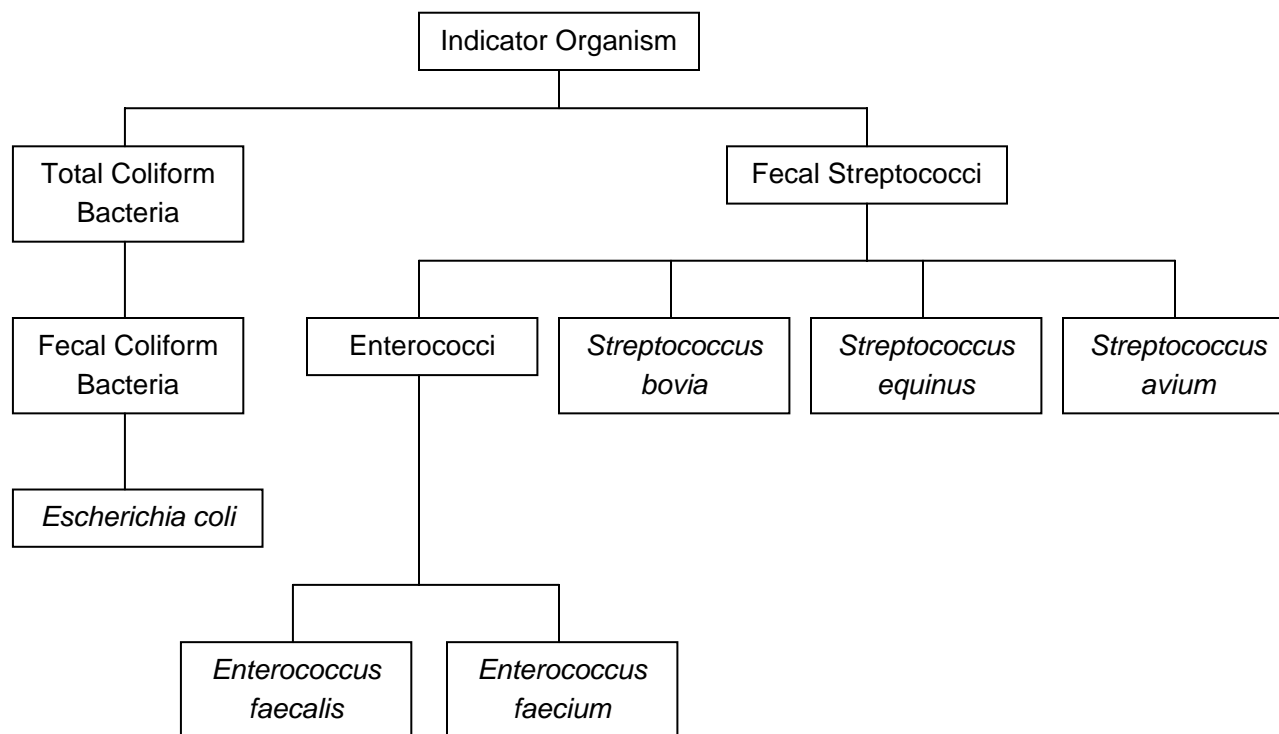 Indicator Organism
Total Coliform
Bacteria
Fecal Streptococci
Fecal Coliform
Bacteria
Enterococci
Streptococcus
bovia
Streptococcus
equinus
Streptococcus
avium
Escherichia coli
Enterococcus
faecalis
Enterococcus
faecium